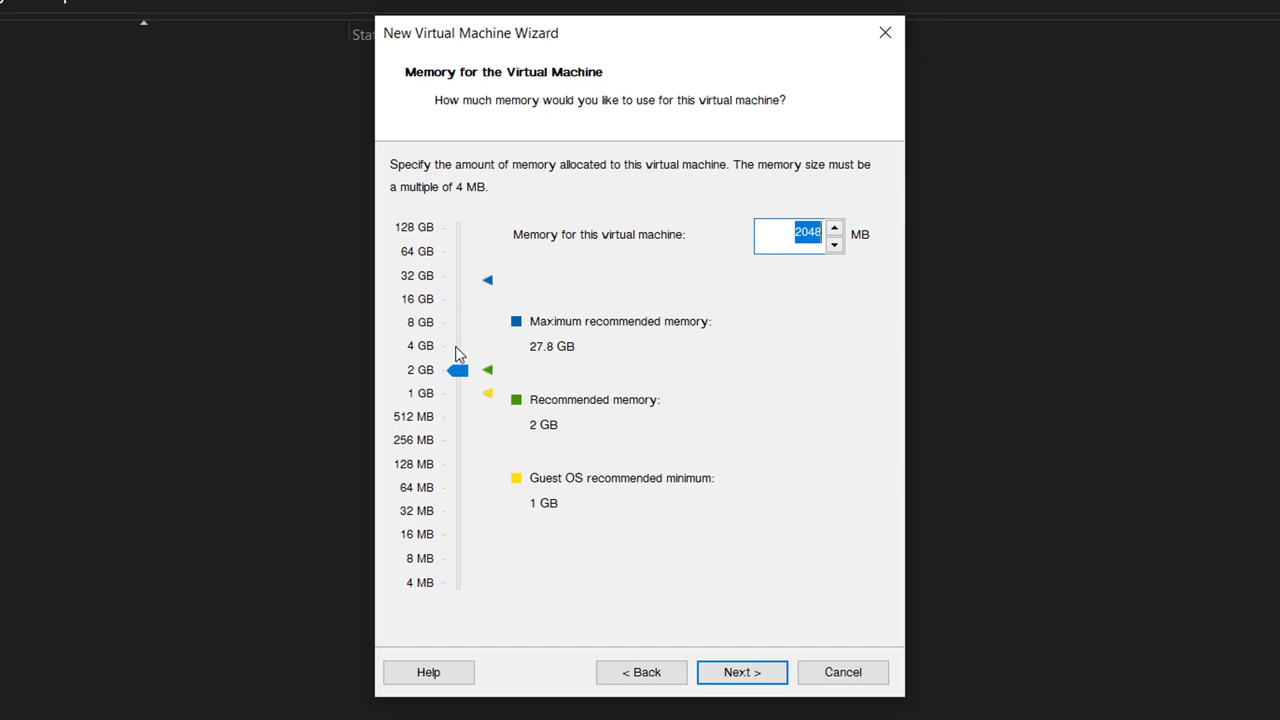 Stat
New Virtual Machine Wizard
Memory for the Virtual Machine
How much memory would you like to use for this virtual machine?
Specify the amount of memory allocated to this virtual machine. The memory size must be
a multiple of 4 MB.
Memory for this virtual machine: 2048 MB
128 GB
64 GB
32 GB
16 GB
8 GB
4 GB
2 GB
1 GB
512 MB
256 MB
128 MB
64 MB
32 MB
16 MB
8 MB
4 MB
Maximum recommended memory:
27.8 GB
Recommended memory:
2 GB
Guest OS recommended minimum:
1 GB
Help
< Back
Next >
Cancel